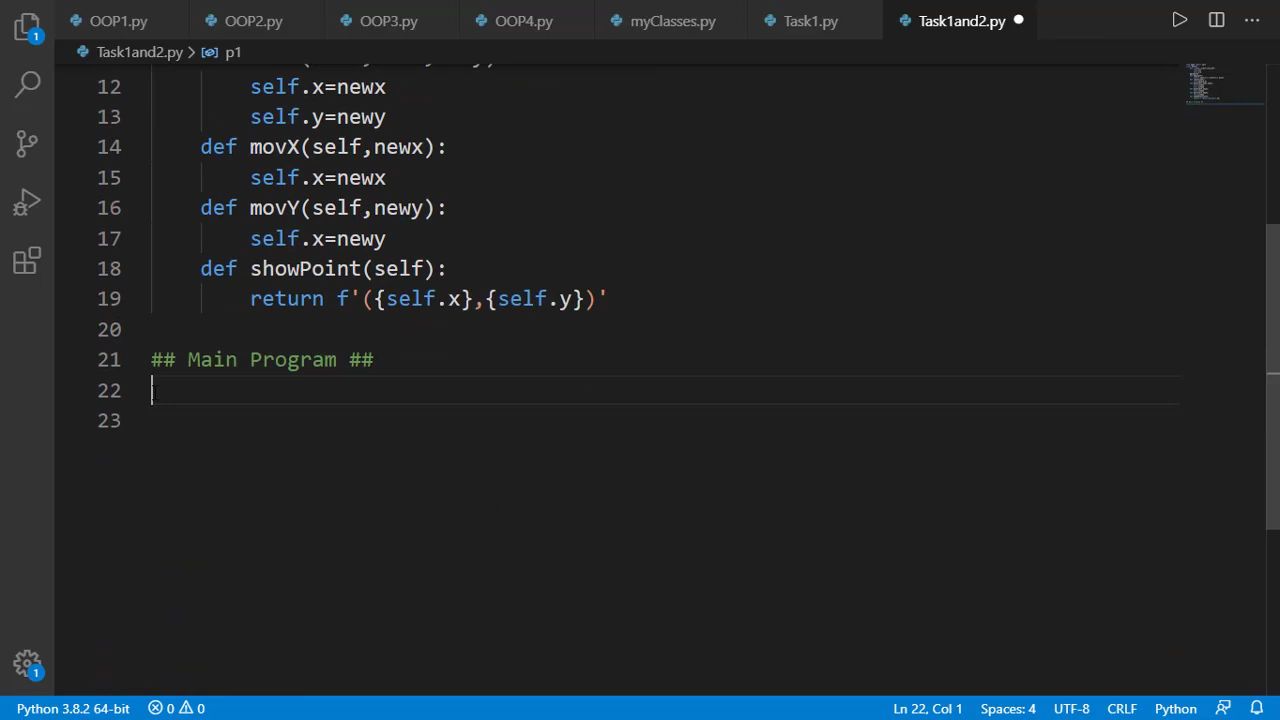 OOP1.py OOP2.py OOP3.py OOP4.py myClasses.py Task1.py Task1and2.py
Task1and2.py > p1
12 self.x=newx
13 self.y=newy
14 def movX(self,newx):
15 self.x=newx
16 def movY(self,newy):
17 self.x=newy
18 def showPoint(self):
19 return f'({self.x},{self.y})'
20
21 ## Main Program ##
22
23
1
1
Python 3.8.2 64-bit 0 0 Ln 22, Col 1 Spaces: 4 UTF-8 CRLF Python